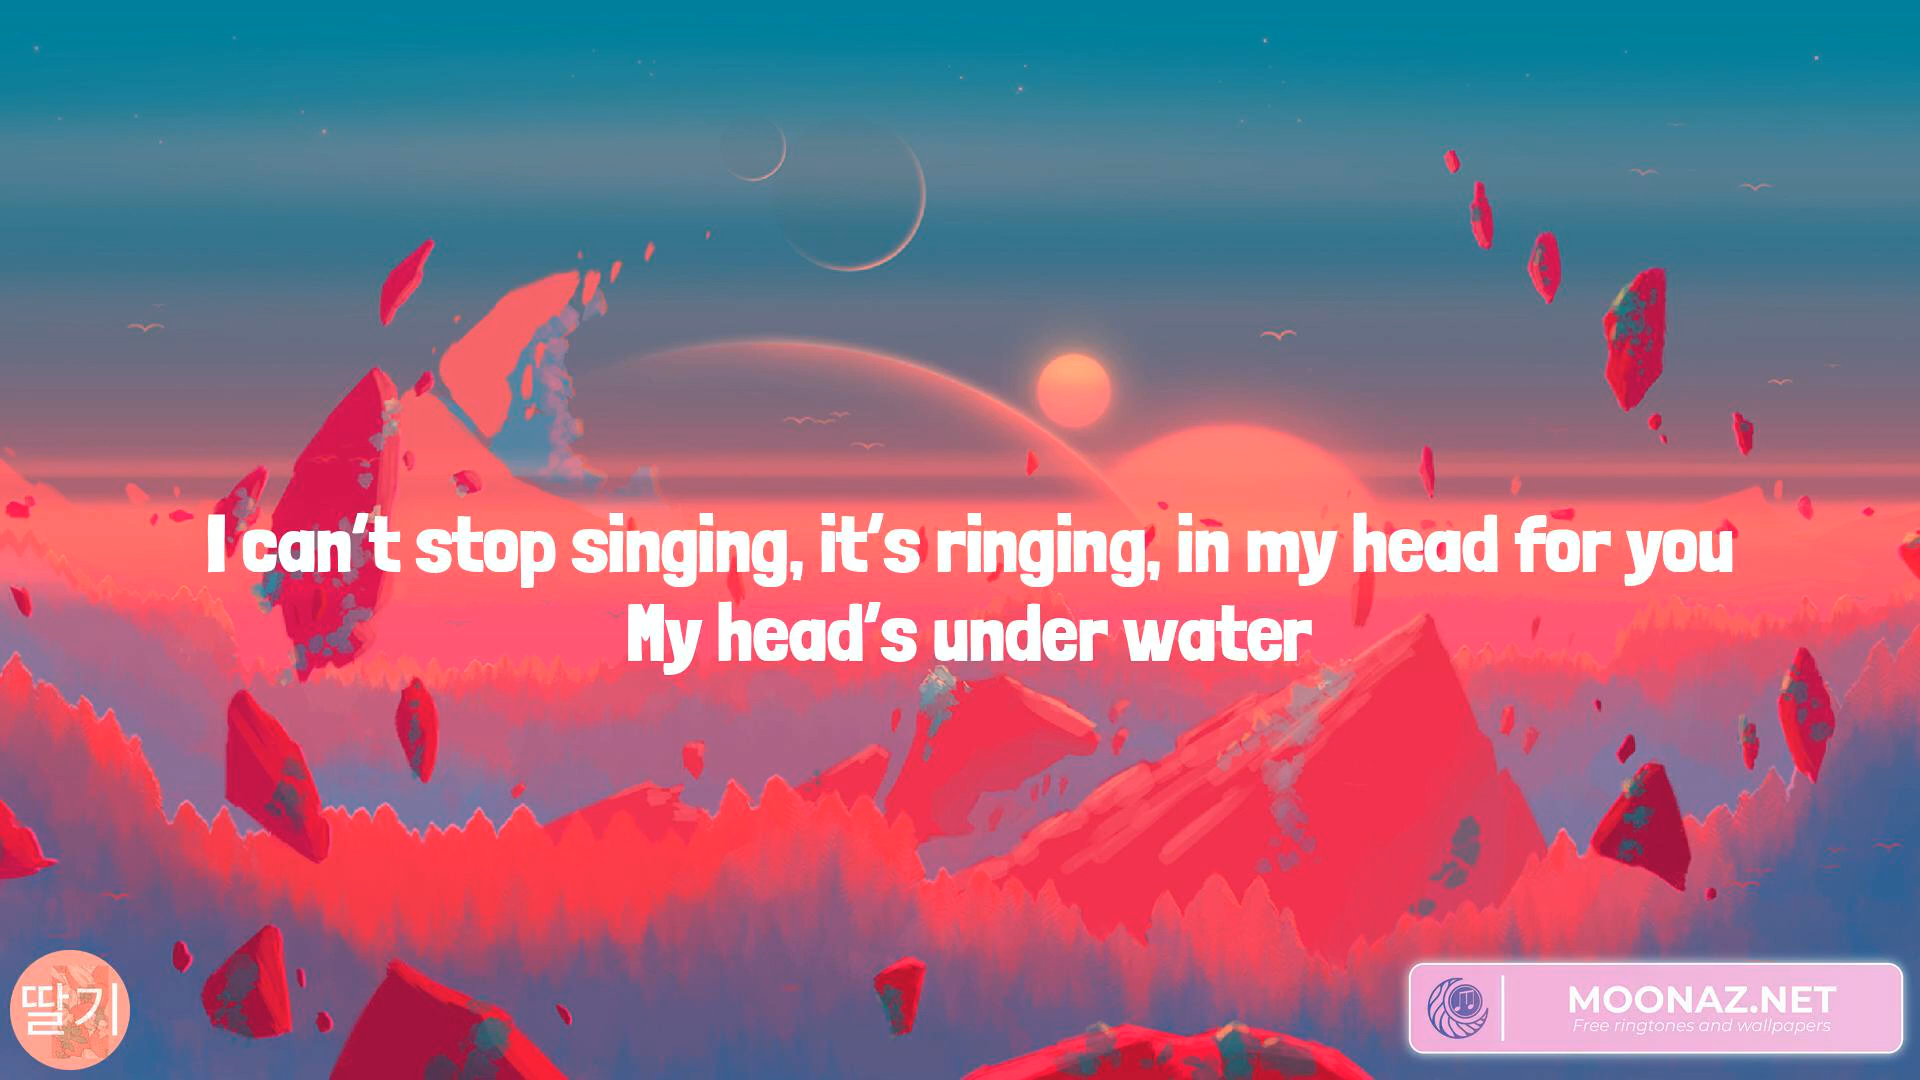 I can't stop singing, it's ringing, in my head for you
My head's under water
딸기
MOONAZ.NET
Free ringtones and wallpapers